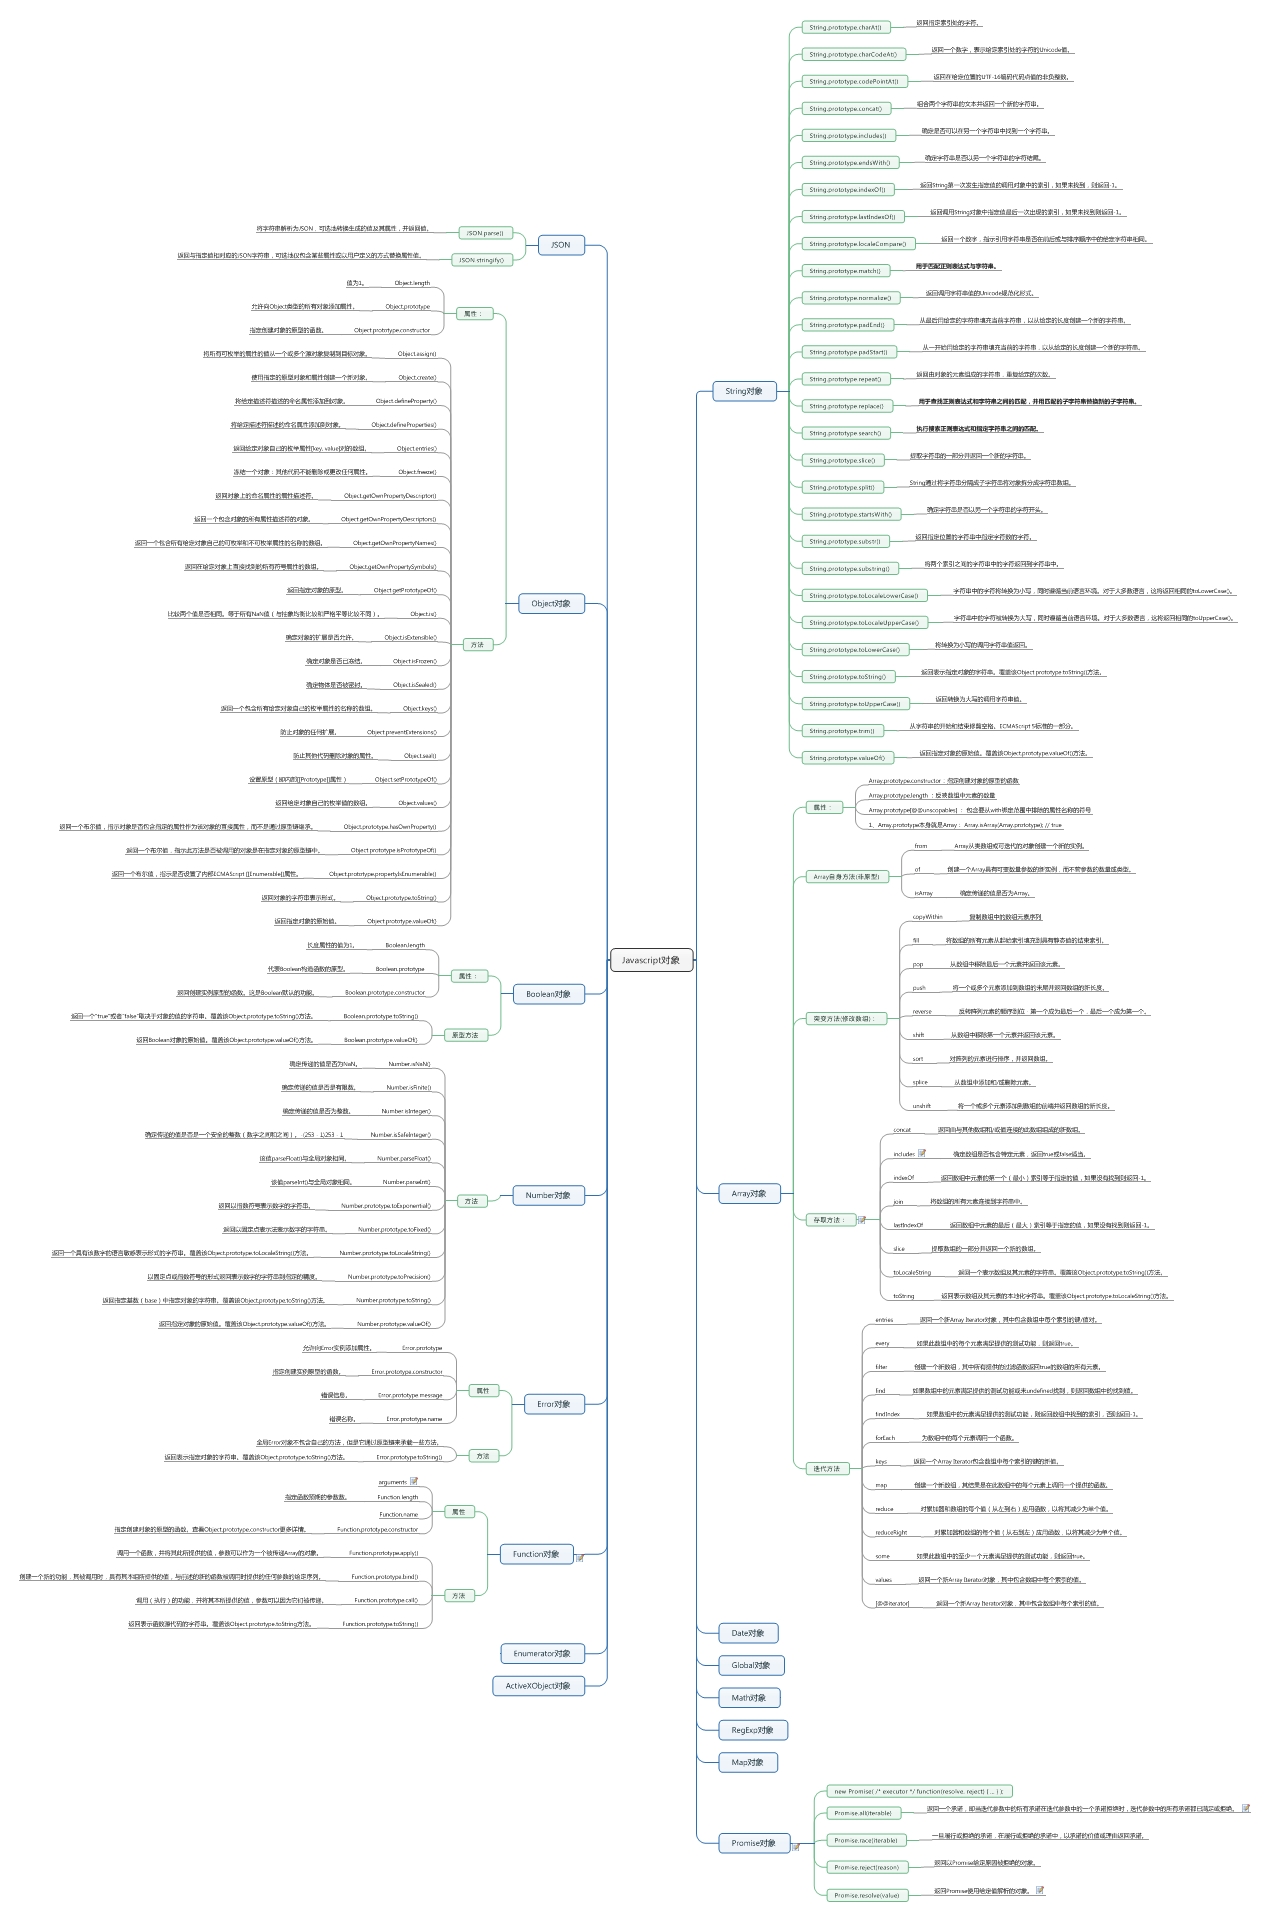 Javascript对象
JSON
JSON.parse()
将字符串解析为JSON，可选地转换生成的值及其属性，并返回值。
JSON.stringify()
返回与指定值相对应的JSON字符串，可选地仅包含某些属性或以用户定义的方式替换属性值。
Object对象
属性：
Object.length
值为1。
Object.prototype
允许向Object类型的所有对象添加属性。
Object.prototype.constructor
指定创建对象的原型的函数。
方法
Object.assign()
将所有可枚举的属性的值从一个或多个源对象复制到目标对象。
Object.create()
使用指定的原型对象和属性创建一个新对象。
Object.defineProperty()
将给定描述符描述的命名属性添加到对象。
Object.defineProperties()
将给定描述符描述的命名属性添加到对象。
Object.entries()
返回给定对象自己的枚举属性[key, value]对的数组。
Object.freeze()
冻结一个对象：其他代码不能删除或更改任何属性。
Object.getOwnPropertyDescriptor()
返回对象上的命名属性的属性描述符。
Object.getOwnPropertyDescriptors()
返回一个包含对象的所有属性描述符的对象。
Object.getOwnPropertyNames()
返回一个包含所有给定对象自己的可枚举和不可枚举属性的名称的数组。
Object.getOwnPropertySymbols()
返回在给定对象上直接找到的所有符号属性的数组。
Object.getPrototypeOf()
返回指定对象的原型。
Object.is()
比较两个值是否相同。等于所有NaN值（与抽象均衡比较和严格平等比较不同）。
Object.isExtensible()
确定对象的扩展是否允许。
Object.isFrozen()
确定对象是否已冻结。
Object.isSealed()
确定物体是否被密封。
Object.keys()
返回一个包含所有给定对象自己的枚举属性的名称的数组。
Object.preventExtensions()
防止对象的任何扩展。
Object.seal()
防止其他代码删除对象的属性。
Object.setPrototypeOf()
设置原型（即内部[[Prototype]]属性）
Object.values()
返回给定对象自己的枚举值的数组。
Object.prototype.hasOwnProperty()
返回一个布尔值，指示对象是否包含指定的属性作为该对象的直接属性，而不是通过原型链继承。
Object.prototype.isPrototypeOf()
返回一个布尔值，指示此方法是否被调用的对象是在指定对象的原型链中。
Object.prototype.propertyIsEnumerable()
返回一个布尔值，指示是否设置了内部ECMAScript [[Enumerable]]属性。
Object.prototype.toString()
返回对象的字符串表示形式。
Object.prototype.valueOf()
返回指定对象的原始值。
Boolean对象
属性：
Boolean.length
长度属性的值为1。
Boolean.prototype
代表Boolean构造函数的原型。
Boolean.prototype.constructor
返回创建实例原型的函数。这是Boolean默认的功能。
原型方法
Boolean.prototype.toString()
返回一个“true”或者“false”取决于对象的值的字符串。覆盖该Object.prototype.toString()方法。
Boolean.prototype.valueOf()
返回Boolean对象的原始值。覆盖该Object.prototype.valueOf()方法。
Number对象
方法
Number.isNaN()
确定传递的值是否为NaN。
Number.isFinite()
确定传递的值是否是有限数。
Number.isInteger()
确定传递的值是否为整数。
Number.isSafeInteger()
确定传递的值是否是一个安全的整数（数字之间和之间）。-(253 - 1)253 - 1
Number.parseFloat()
该值parseFloat()与全局对象相同。
Number.parseInt()
该值parseInt()与全局对象相同。
Number.prototype.toExponential()
返回以指数符号表示数字的字符串。
Number.prototype.toFixed()
返回以固定点表示法表示数字的字符串。
Number.prototype.toLocaleString()
返回一个具有该数字的语言敏感表示形式的字符串。覆盖该Object.prototype.toLocaleString()方法。
Number.prototype.toPrecision()
以固定点或指数符号的形式返回表示数字的字符串到指定的精度。
Number.prototype.toString()
返回指定基数（base）中指定对象的字符串。覆盖该Object.prototype.toString()方法。
Number.prototype.valueOf()
返回指定对象的原始值。覆盖该Object.prototype.valueOf()方法。
Error对象
属性
Error.prototype
允许向Error实例添加属性。
Error.prototype.constructor
指定创建实例原型的函数。
Error.prototype.message
错误信息。
Error.prototype.name
错误名称。
方法
全局Error对象不包含自己的方法，但是它通过原型链来承载一些方法。
Error.prototype.toString()
返回表示指定对象的字符串。覆盖该Object.prototype.toString()方法。
Function对象
属性
arguments
Function.length
指定函数预期的参数数。
Function.name
Function.prototype.constructor
指定创建对象的原型的函数。查看Object.prototype.constructor更多详情。
方法
Function.prototype.apply()
调用一个函数，并将其此所提供的值，参数可以作为一个被传递Array的对象。
Function.prototype.bind()
创建一个新的功能，其被调用时，具有其本组所提供的值，与前述的新的函数被调用时提供的任何参数的给定序列。
Function.prototype.call()
调用（执行）的功能，并将其本所提供的值，参数可以因为它们被传递。
Function.prototype.toString()
返回表示函数源代码的字符串。覆盖该Object.prototype.toString方法。
Enumerator对象
ActiveXObject对象
String对象
String.prototype.charAt()
返回指定索引处的字符。
String.prototype.charCodeAt()
返回一个数字，表示给定索引处的字符的Unicode值。
String.prototype.codePointAt()
返回在给定位置的UTF-16编码代码点值的非负整数。
String.prototype.concat()
组合两个字符串的文本并返回一个新的字符串。
String.prototype.includes()
确定是否可以在另一个字符串中找到一个字符串。
String.prototype.endsWith()
确定字符串是否以另一个字符串的字符结尾。
String.prototype.indexOf()
返回String第一次发生指定值的调用对象中的索引，如果未找到，则返回-1。
String.prototype.lastIndexOf()
返回调用String对象中指定值最后一次出现的索引，如果未找到则返回-1。
String.prototype.localeCompare()
返回一个数字，指示引用字符串是否在前后或与排序顺序中的给定字符串相同。
String.prototype.match()
用于匹配正则表达式与字符串。
String.prototype.normalize()
返回调用字符串值的Unicode规范化形式。
String.prototype.padEnd()
从最后用给定的字符串填充当前字符串，以从给定的长度创建一个新的字符串。
String.prototype.padStart()
从一开始用给定的字符串填充当前的字符串，以从给定的长度创建一个新的字符串。
String.prototype.repeat()
返回由对象的元素组成的字符串，重复给定的次数。
String.prototype.replace()
用于查找正则表达式和字符串之间的匹配，并用匹配的子字符串替换新的子字符串。
String.prototype.search()
执行搜索正则表达式和指定字符串之间的匹配。
String.prototype.slice()
提取字符串的一部分并返回一个新的字符串。
String.prototype.split()
String通过将字符串分隔成子字符串将对象拆分成字符串数组。
String.prototype.startsWith()
确定字符串是否以另一个字符串的字符开头。
String.prototype.substr()
返回指定位置的字符串中指定字符数的字符。
String.prototype.substring()
将两个索引之间的字符串中的字符返回到字符串中。
String.prototype.toLocaleLowerCase()
字符串中的字符将转换为小写，同时遵循当前语言环境。对于大多数语言，这将返回相同的toLowerCase()。
String.prototype.toLocaleUpperCase()
字符串中的字符被转换为大写，同时遵循当前语言环境。对于大多数语言，这将返回相同的toUpperCase()。
String.prototype.toLowerCase()
将转换为小写的调用字符串值返回。
String.prototype.toString()
返回表示指定对象的字符串。覆盖该Object.prototype.toString()方法。
String.prototype.toUpperCase()
返回转换为大写的调用字符串值。
String.prototype.trim()
从字符串的开始和结束修剪空格。ECMAScript 5标准的一部分。
String.prototype.valueOf()
返回指定对象的原始值。覆盖该Object.prototype.valueOf()方法。
Array对象
属性：
Array.prototype.constructor：指定创建对象的原型的函数
Array.prototype.length ：反映数组中元素的数量
Array.prototype[@@unscopables] ： 包含要从with绑定范围中排除的属性名称的符号
1、Array.prototype本身就是Array： Array.isArray(Array.prototype); // true
Array自身方法(非原型)
from
Array从类数组或可迭代的对象创建一个新的实例。
of
创建一个Array具有可变数量参数的新实例，而不管参数的数量或类型。
isArray
确定传递的值是否为Array。
突变方法(修改数组)：
copyWithin
复制数组中的数组元素序列
fill
将数组的所有元素从起始索引填充到具有静态值的结束索引。
pop
从数组中移除最后一个元素并返回该元素。
push
将一个或多个元素添加到数组的末尾并返回数组的新长度。
reverse
反转阵列元素的顺序到位 - 第一个成为最后一个，最后一个成为第一个。
shift
从数组中移除第一个元素并返回该元素。
sort
对阵列的元素进行排序，并返回数组。
splice
从数组中添加和/或删除元素。
unshift
将一个或多个元素添加到数组的前端并返回数组的新长度。
存取方法：
concat
返回由与其他数组和/或值连接的此数组组成的新数组。
includes
确定数组是否包含特定元素，返回true或false适当。
indexOf
返回数组中元素的第一个（最小）索引等于指定的值，如果没有找到则返回-1。
join
将数组的所有元素连接到字符串中。
lastIndexOf
返回数组中元素的最后（最大）索引等于指定的值，如果没有找到则返回-1。
slice
提取数组的一部分并返回一个新的数组。
toLocaleString
返回一个表示数组及其元素的字符串。覆盖该Object.prototype.toString()方法。
toString
返回表示数组及其元素的本地化字符串。覆盖该Object.prototype.toLocaleString()方法。
迭代方法
entries
返回一个新Array Iterator对象，其中包含数组中每个索引的键/值对。
every
如果此数组中的每个元素满足提供的测试功能，则返回true。
filter
创建一个新数组，其中所有提供的过滤函数返回true的数组的所有元素。
find
如果数组中的元素满足提供的测试功能或未undefined找到，则返回数组中的找到值。
findIndex
如果数组中的元素满足提供的测试功能，则返回数组中找到的索引，否则返回-1。
forEach
为数组中的每个元素调用一个函数。
keys
返回一个Array Iterator包含数组中每个索引的键的新值。
map
创建一个新数组，其结果是在此数组中的每个元素上调用一个提供的函数。
reduce
对累加器和数组的每个值（从左到右）应用函数，以将其减少为单个值。
reduceRight
对累加器和数组的每个值（从右到左）应用函数，以将其减少为单个值。
some
如果此数组中的至少一个元素满足提供的测试功能，则返回true。
values
返回一个新Array Iterator对象，其中包含数组中每个索引的值。
[@@iterator]
返回一个新Array Iterator对象，其中包含数组中每个索引的值。
Date对象
Global对象
Math对象
RegExp对象
Map对象
Promise对象
new Promise( /* executor */ function(resolve, reject) { ... } );
Promise.all(iterable)
返回一个承诺，即当迭代参数中的所有承诺在迭代参数中的一个承诺拒绝时，迭代参数中的所有承诺都已满足或拒绝。
Promise.race(iterable)
一旦履行或拒绝的承诺，在履行或拒绝的承诺中，以承诺的价值或理由返回承诺。
Promise.reject(reason)
返回以Promise给定原因被拒绝的对象。
Promise.resolve(value)
返回Promise使用给定值解析的对象。